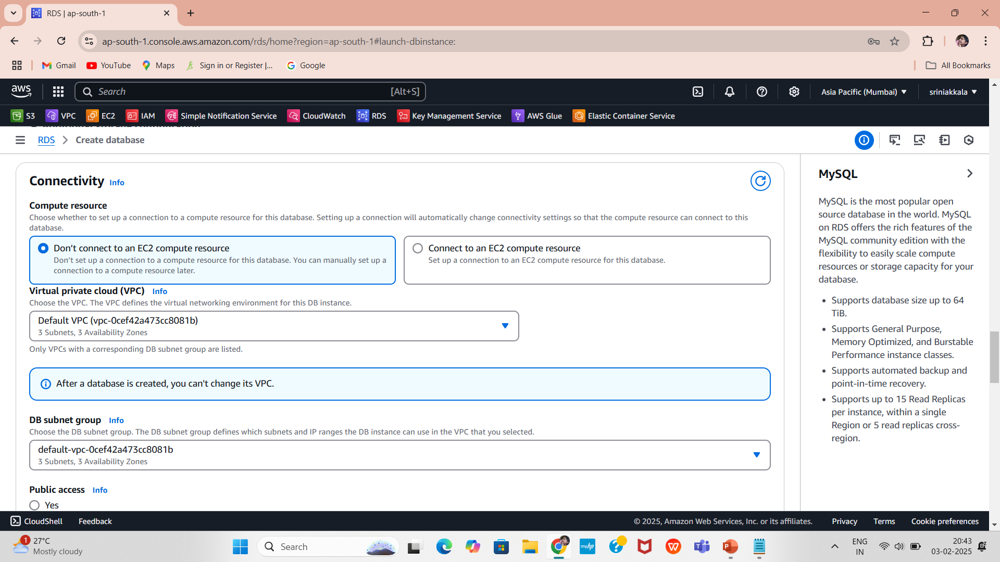 RDS | ap-south-1
ap-south-1.console.aws.amazon.com/rds/home?region=ap-south-1#launch-dbinstance:
Gmail
YouTube
Maps
Sign in or Register |...
Google
All Bookmarks
aws
Search
[Alt+S]
Asia Pacific (Mumbai)
sriniakkala
S3
VPC
EC2
IAM
Simple Notification Service
CloudWatch
RDS
Key Management Service
AWS Glue
Elastic Container Service
RDS
Create database
Connectivity Info
Compute resource
Choose whether to set up a connection to a compute resource for this database. Setting up a connection will automatically change connectivity settings so that the compute resource can connect to this
database.
Don't connect to an EC2 compute resource
Don't set up a connection to a compute resource for this database. You can manually set up a
connection to a compute resource later.
Connect to an EC2 compute resource
Set up a connection to an EC2 compute resource for this database.
Virtual private cloud (VPC) Info
Choose the VPC. The VPC defines the virtual networking environment for this DB instance.
Default VPC (vpc-0cef42a473cc8081b)
3 Subnets, 3 Availability Zones
Only VPCs with a corresponding DB subnet group are listed.
After a database is created, you can't change its VPC.
DB subnet group Info
Choose the DB subnet group. The DB subnet group defines which subnets and IP ranges the DB instance can use in the VPC that you selected.
default-vpc-0cef42a473cc8081b
3 Subnets, 3 Availability Zones
Public access Info
Yes
MySQL
MySQL is the most popular open
source database in the world. MySQL
on RDS offers the rich features of the
MySQL community edition with the
flexibility to easily scale compute
resources or storage capacity for your
database.
• Supports database size up to 64
TiB.
• Supports General Purpose,
Memory Optimized, and Burstable
Performance instance classes.
• Supports automated backup and
point-in-time recovery.
• Supports up to 15 Read Replicas
per instance, within a single
Region or 5 read replicas cross-
region.
CloudShell
Feedback
© 2025, Amazon Web Services, Inc. or its affiliates.
Privacy
Terms
Cookie preferences
1
27°C
Mostly cloudy
Search
myhp
ENG
IN
20:43
03-02-2025